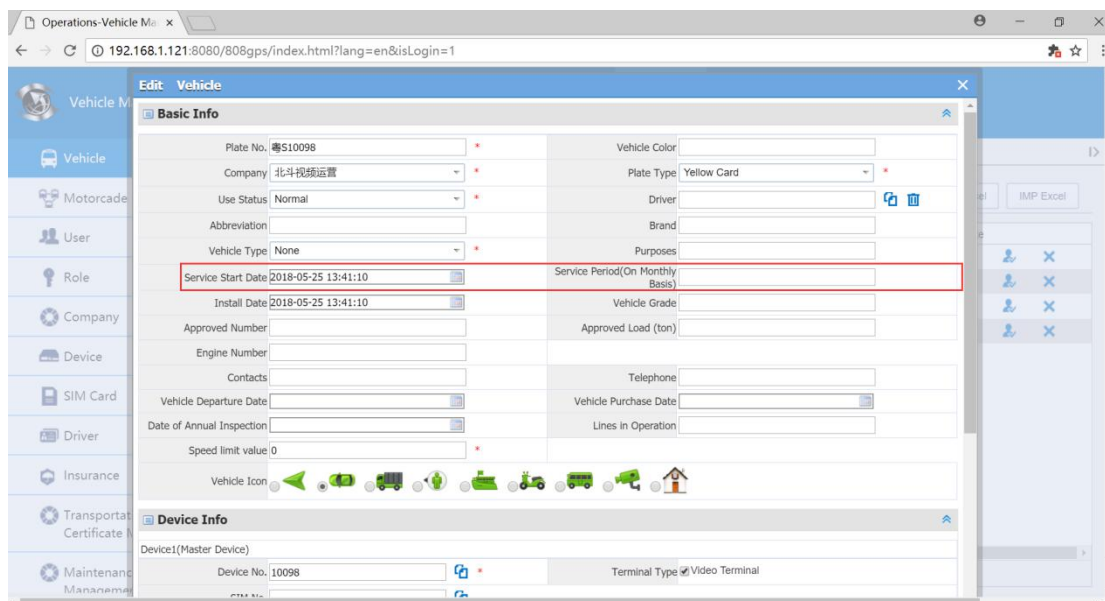 Operations-Vehicle Ma
192.168.1.121:8080/808gps/index.html?lang=en&isLogin=1
Vehicle M
Edit Vehicle
Basic Info
Plate No. 粤S10098 * Vehicle Color
Company 北斗视频运营 * Plate Type Yellow Card *
Use Status Normal * Driver
Abbreviation Brand
Vehicle Type None * Purposes
Service Start Date 2018-05-25 13:41:10 Service Period(On Monthly
Basis)
Install Date 2018-05-25 13:41:10 Vehicle Grade
Approved Number Approved Load (ton)
Engine Number
Contacts Telephone
Vehicle Departure Date Vehicle Purchase Date
Date of Annual Inspection Lines in Operation
Speed limit value 0 *
Vehicle Icon
Device Info
Device1(Master Device)
Device No. 10098 * Terminal Type Video Terminal
SIM No.
Vehicle
Motorcade
User
Role
Company
Device
SIM Card
Driver
Insurance
Transportat
Certificate M
Maintenanc
Managemen
el IMP Excel